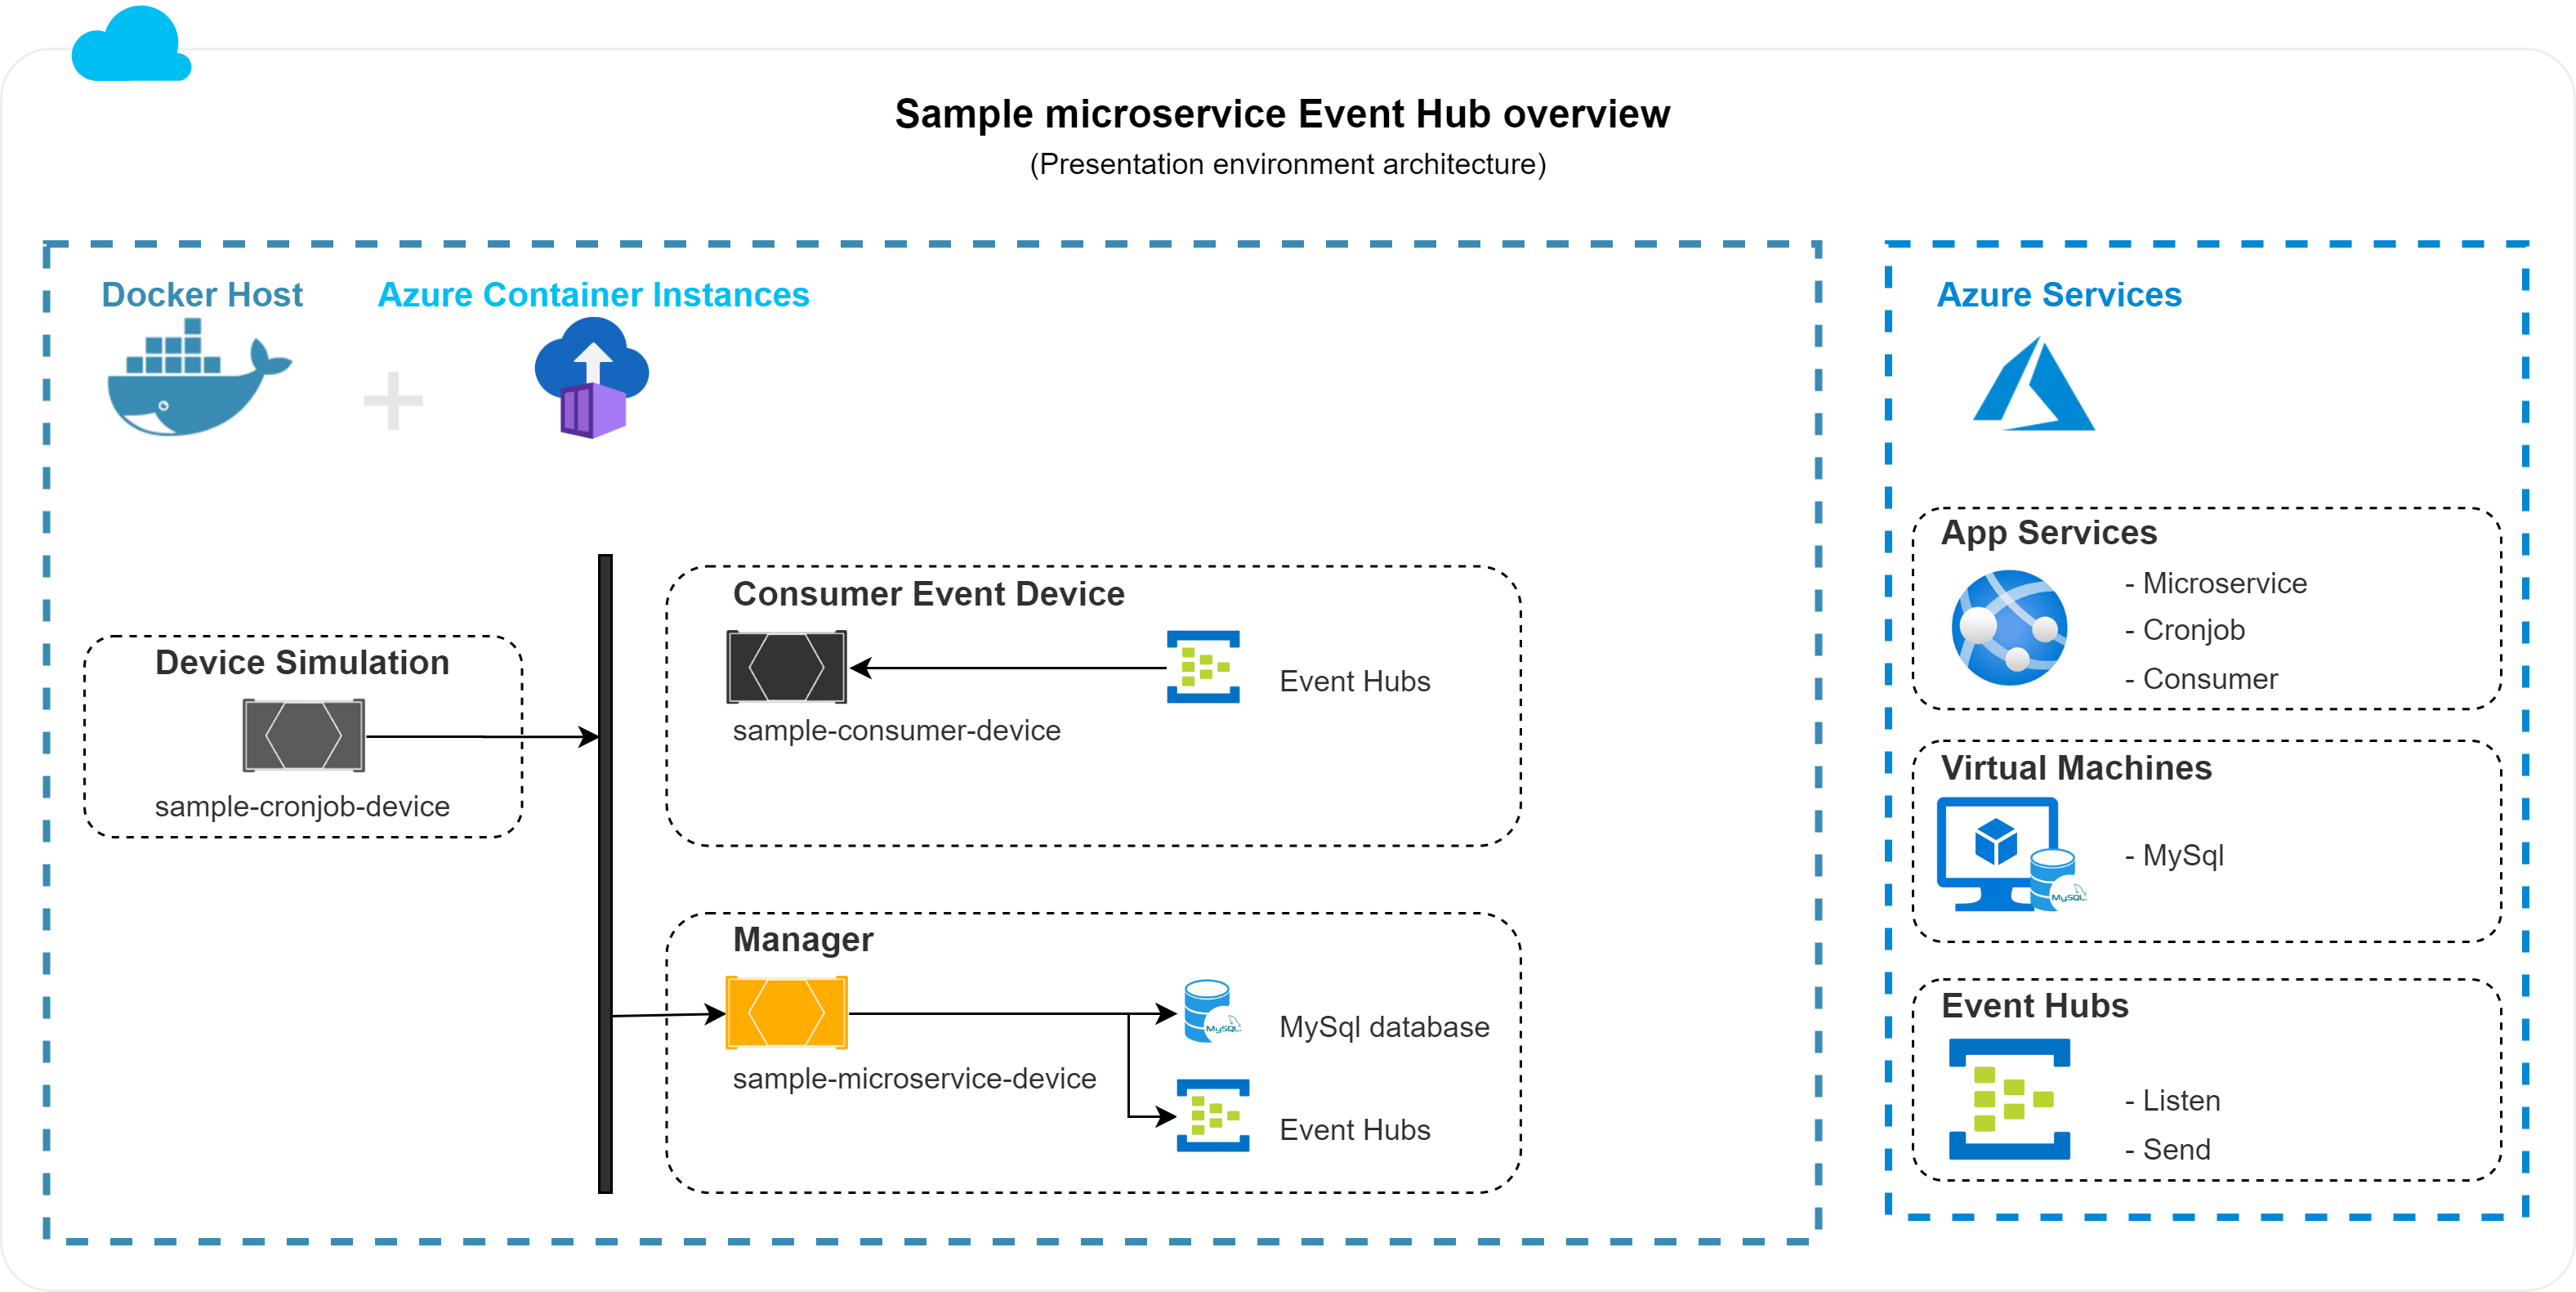 Sample microservice Event Hub overview
(Presentation environment architecture)
Docker Host
Azure Container Instances
Device Simulation
sample-cronjob-device
Consumer Event Device
Event Hubs
sample-consumer-device
Manager
MySQL
MySql database
sample-microservice-device
Event Hubs
Azure Services
App Services
- Microservice
- Cronjob
- Consumer
Virtual Machines
- MySql
MySQL
Event Hubs
- Listen
- Send